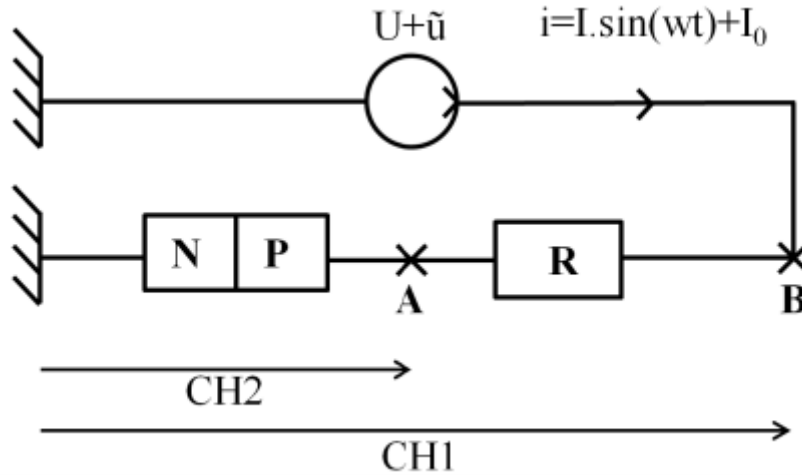 U+ũ
i=I.sin(wt)+I₀
N
P
R
A
B
CH2
CH1